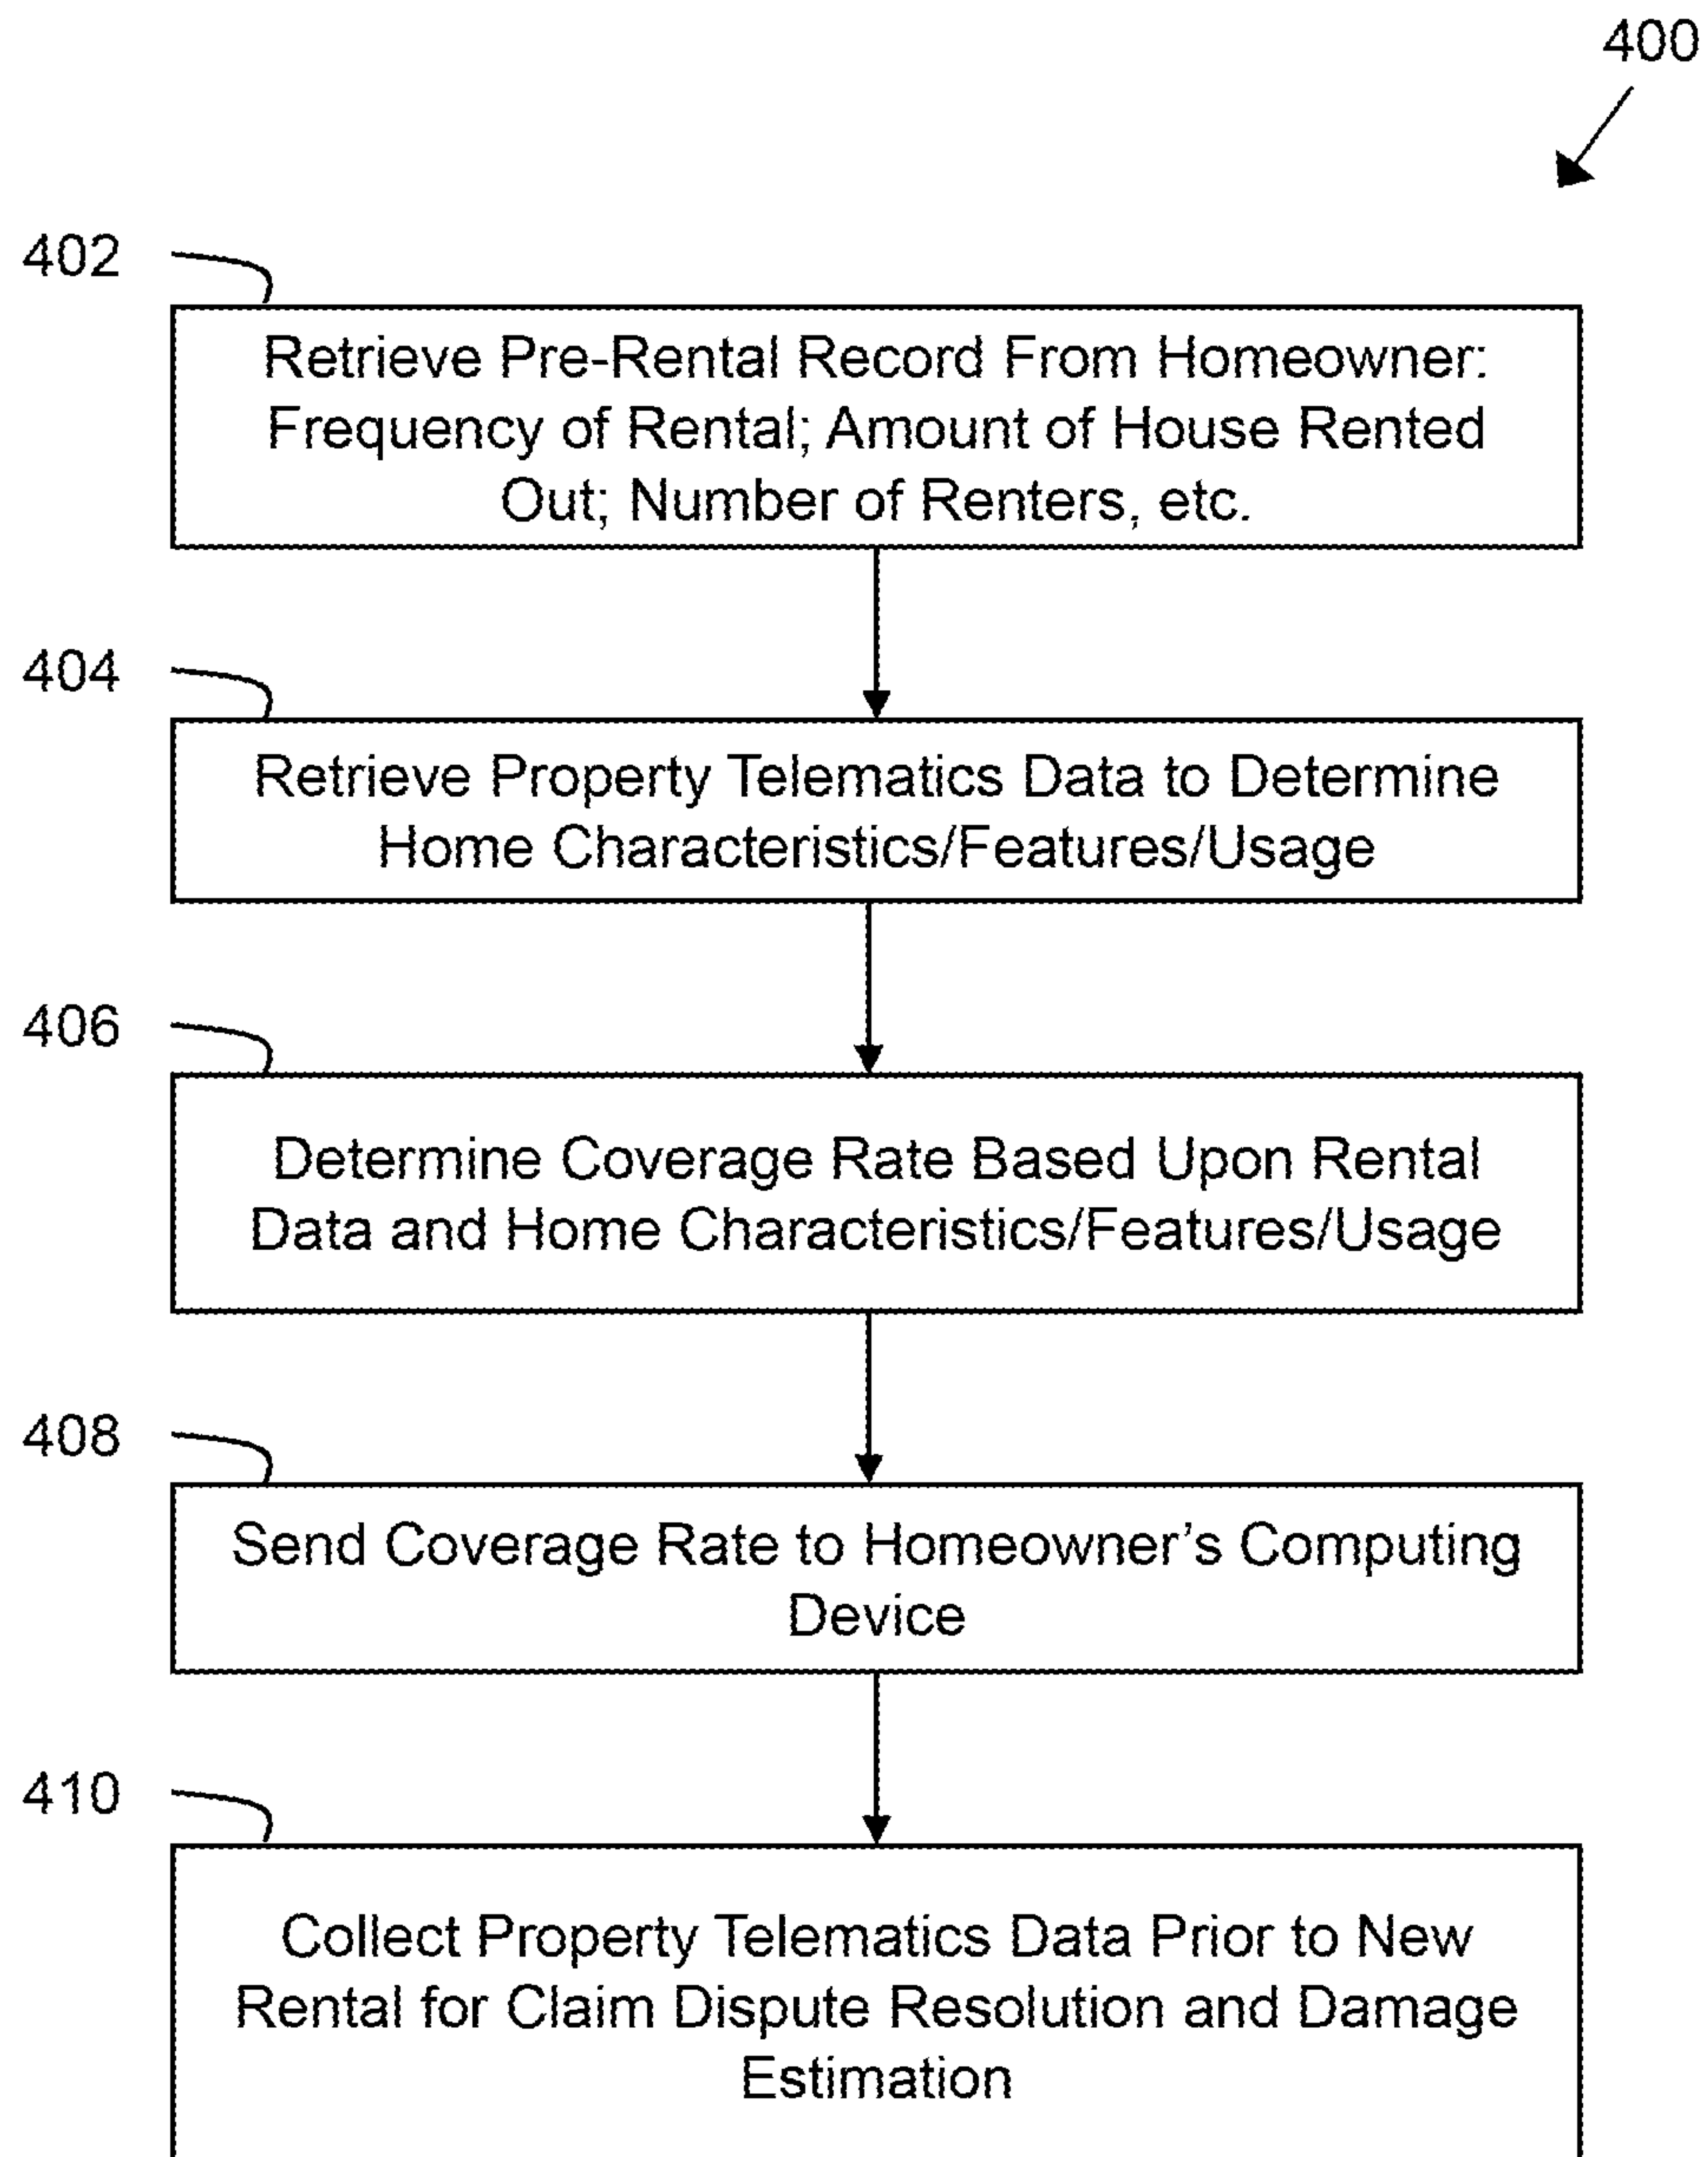 400
402
Retrieve Pre-Rental Record From Homeowner:
Frequency of Rental; Amount of House Rented
Out; Number of Renters, etc.
404
Retrieve Property Telematics Data to Determine
Home Characteristics/Features/Usage
406
Determine Coverage Rate Based Upon Rental
Data and Home Characteristics/Features/Usage
408
Send Coverage Rate to Homeowner's Computing
Device
410
Collect Property Telematics Data Prior to New
Rental for Claim Dispute Resolution and Damage
Estimation